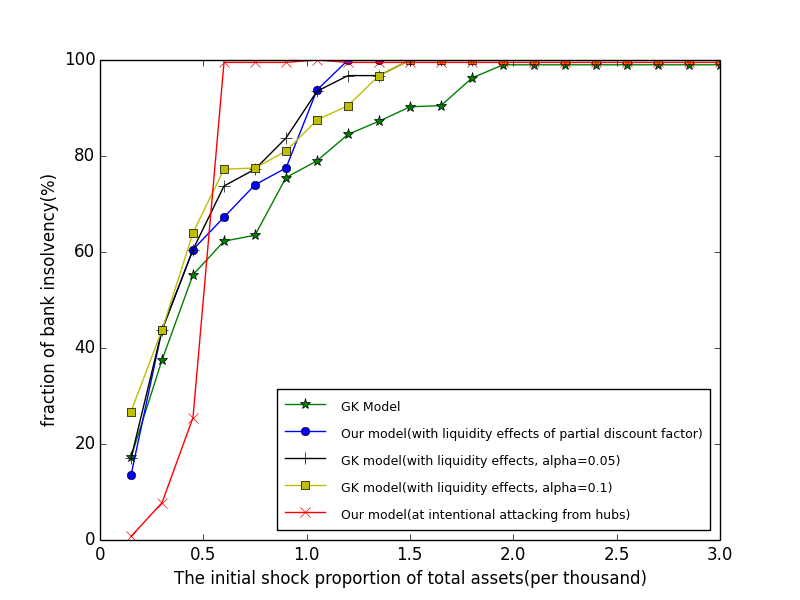 100
80
60
40
20
0
fraction of bank insolvency(%)
GK Model
Our model(with liquidity effects of partial discount factor)
GK model(with liquidity effects, alpha=0.05)
GK model(with liquidity effects, alpha=0.1)
Our model(at intentional attacking from hubs)
0 0.5 1.0 1.5 2.0 2.5 3.0
The initial shock proportion of total assets(per thousand)